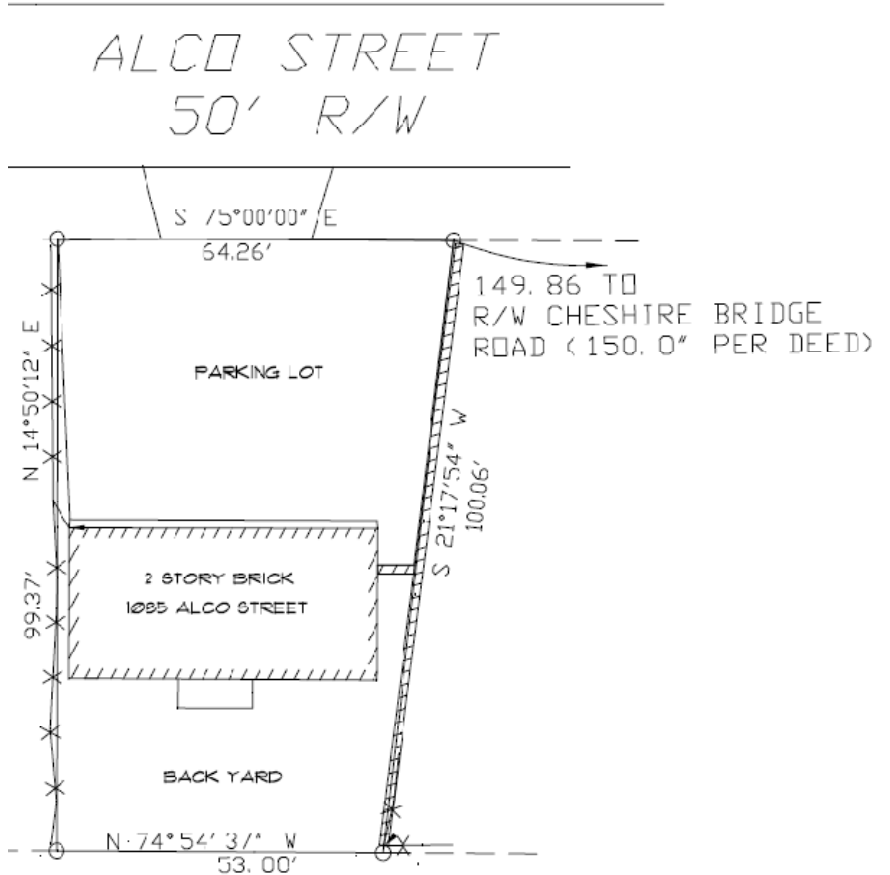 ALCO STREET
50' R/W
S 75°00'00" E
64.26'
149.86 TO
R/W CHESHIRE BRIDGE
ROAD (150.0" PER DEED)
N 14°50'12" E
99.37'
PARKING LOT
S 21°17'54" W
100.06'
2 STORY BRICK
1085 ALCO STREET
BACK YARD
N 74°54'37" W
53.00'